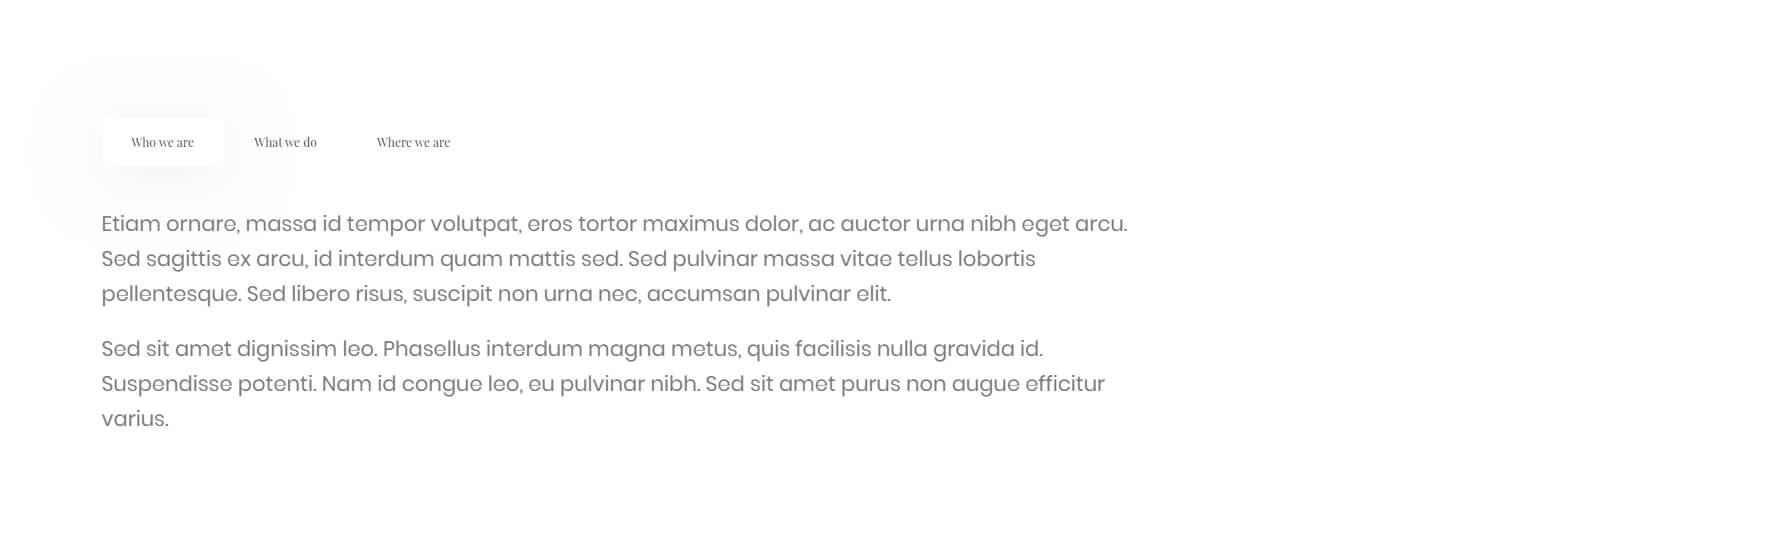 Who we are What we do Where we are
Etiam ornare, massa id tempor volutpat, eros tortor maximus dolor, ac auctor urna nibh eget arcu.
Sed sagittis ex arcu, id interdum quam mattis sed. Sed pulvinar massa vitae tellus lobortis
pellentesque. Sed libero risus, suscipit non urna nec, accumsan pulvinar elit.
Sed sit amet dignissim leo. Phasellus interdum magna metus, quis facilisis nulla gravida id.
Suspendisse potenti. Nam id congue leo, eu pulvinar nibh. Sed sit amet purus non augue efficitur
varius.